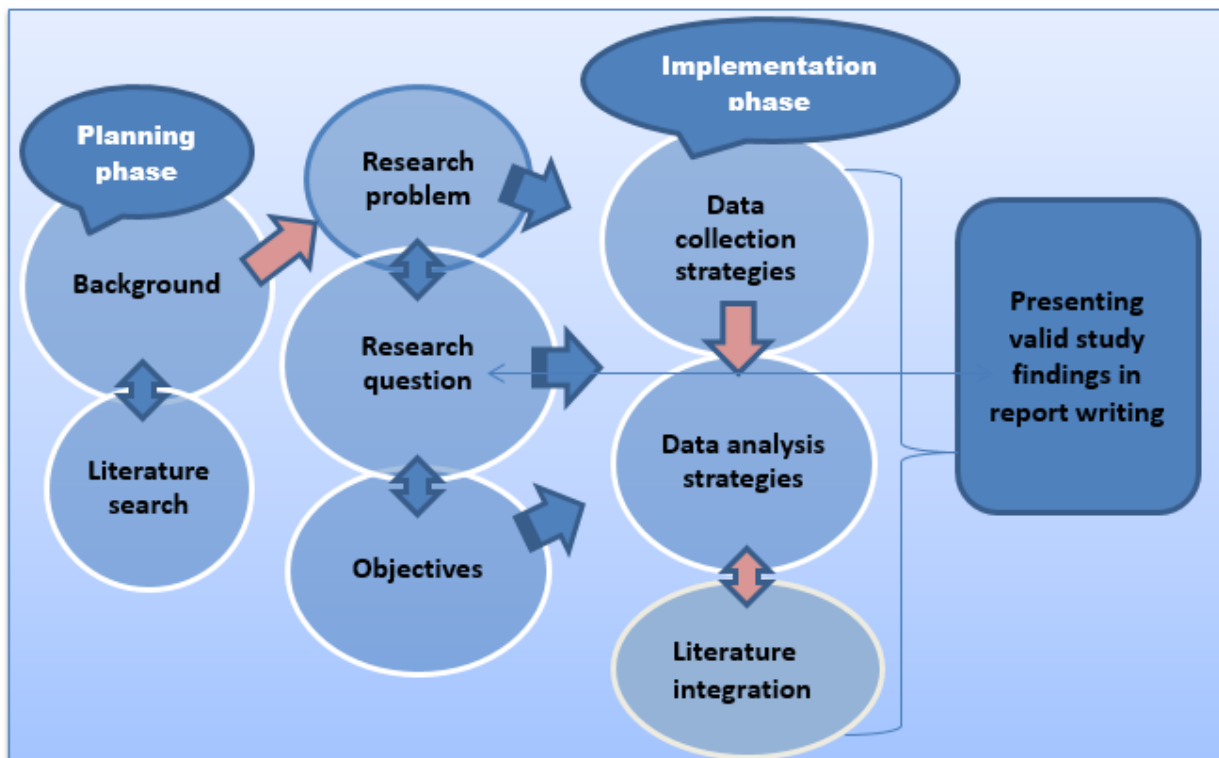 Planning
phase
Background
Literature
search
Research
problem
Research
question
Objectives
Implementation
phase
Data
collection
strategies
Data analysis
strategies
Literature
integration
Presenting
valid study
findings in
report writing